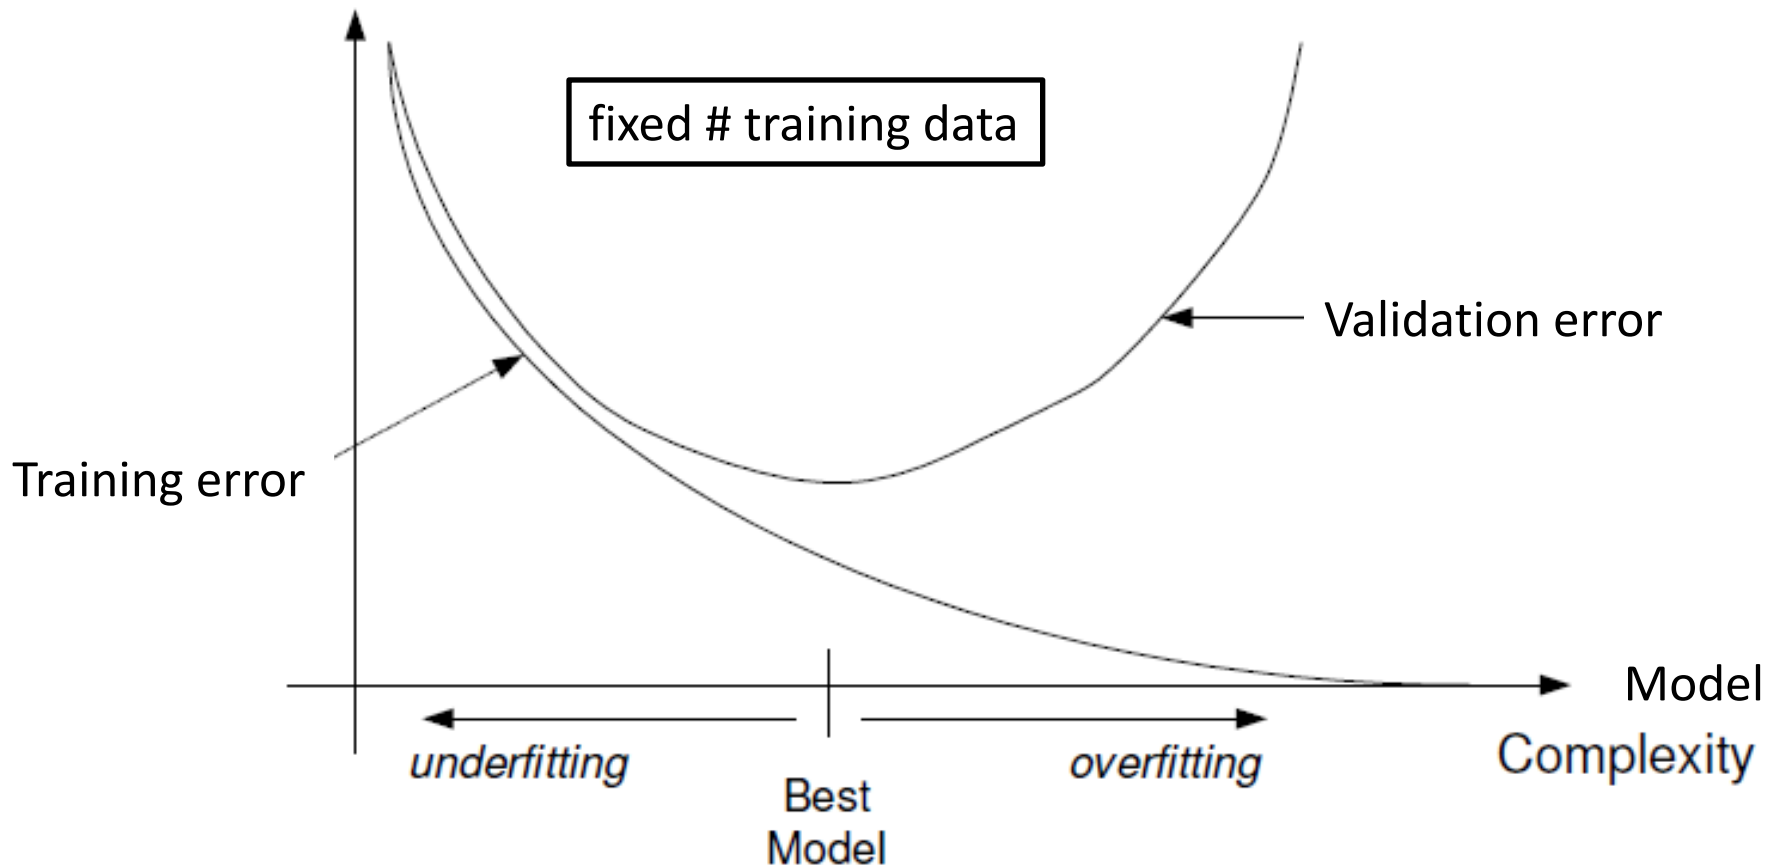 fixed # training data
Validation error
Training error
Model
Complexity
underfitting
overfitting
Best
Model